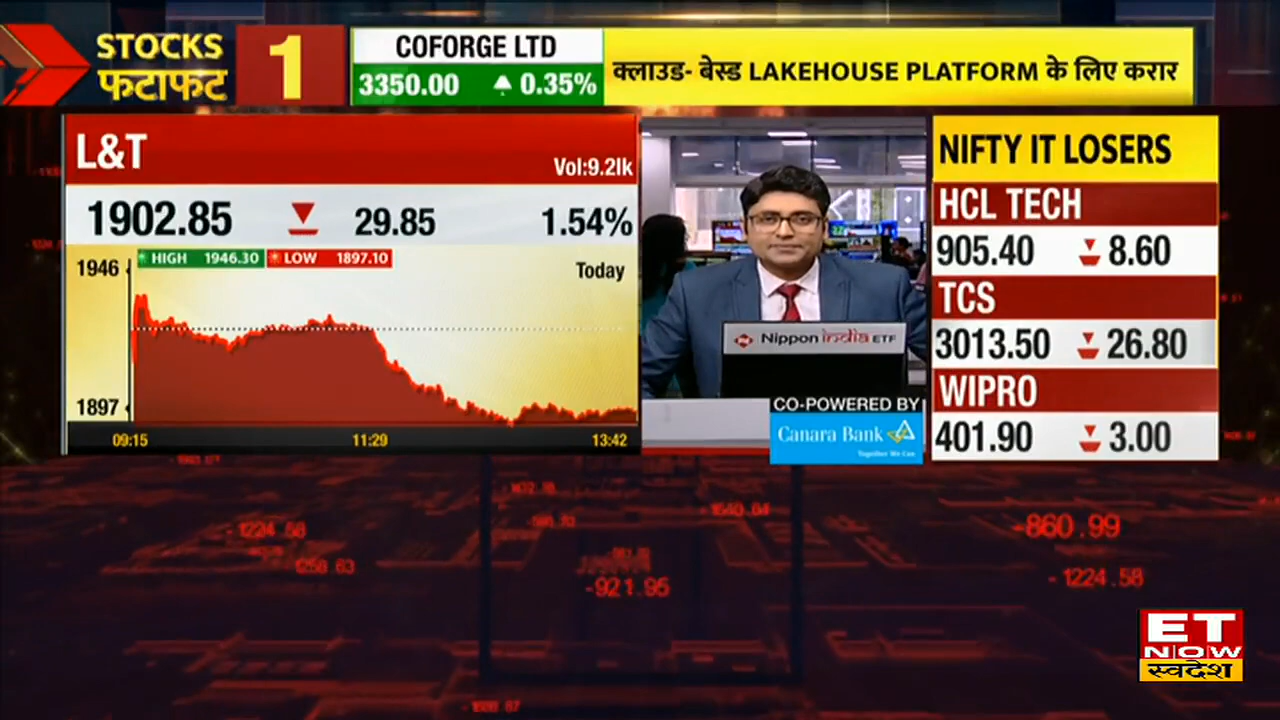 STOCKS
फटाफट
1
COFORGE LTD
3350.00 0.35%
क्लाउड- बेस्ड LAKEHOUSE PLATFORM के लिए करार
L&T
Vol:9.2lk
1902.85 29.85 1.54%
HIGH 1946.30 LOW 1897.10
Today
1946
1897
09:15 11:29 13:42
Nippon india ETF
CO-POWERED BY
Canara Bank
Together We Can
NIFTY IT LOSERS
HCL TECH
905.40 8.60
TCS
3013.50 26.80
WIPRO
401.90 3.00
-1224.58
-921.95
-860.99
-1224.58
ET
NOW
स्वदेश